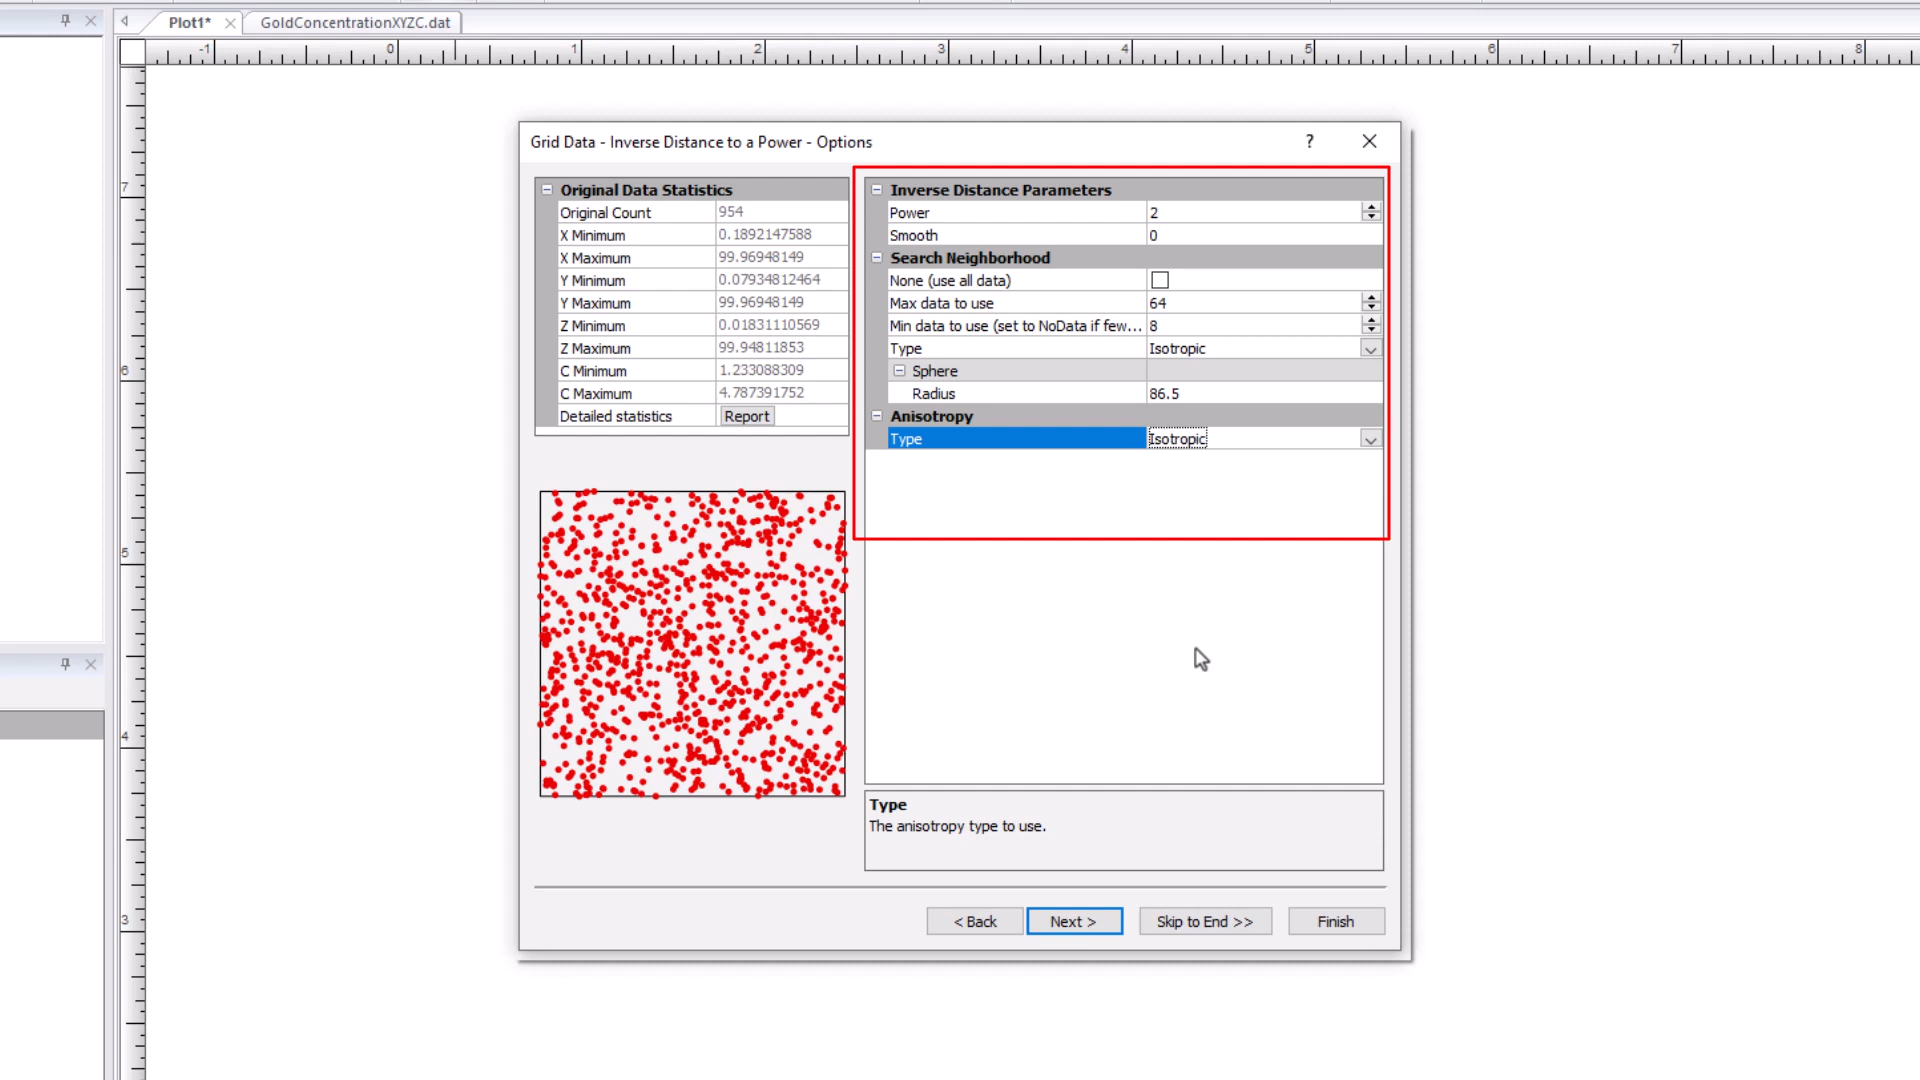 Plot1*
GoldConcentrationXYZC.dat
-1 0 1 2 3 4 5 6 7 8
7
6
5
4
3
Grid Data - Inverse Distance to a Power - Options
?
Original Data Statistics
Original Count 954
X Minimum 0.1892147588
X Maximum 99.96948149
Y Minimum 0.07934812464
Y Maximum 99.96948149
Z Minimum 0.01831110569
Z Maximum 99.94811853
C Minimum 1.233088309
C Maximum 4.787391752
Detailed statistics Report
Inverse Distance Parameters
Power 2
Smooth 0
Search Neighborhood
None (use all data)
Max data to use 64
Min data to use (set to NoData if few... 8
Type Isotropic
Sphere
Radius 86.5
Anisotropy
Type Isotropic
Type
The anisotropy type to use.
< Back
Next >
Skip to End >>
Finish